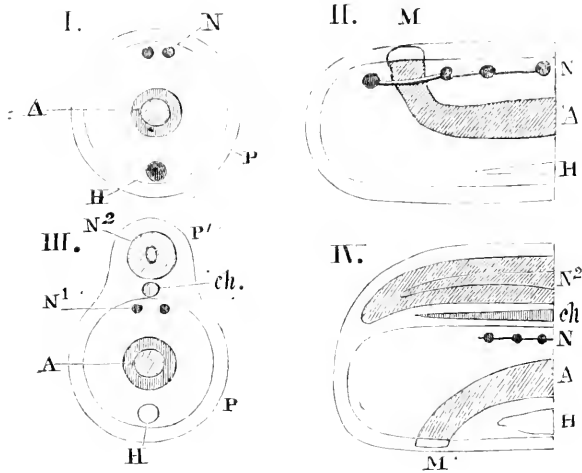 I.
N
A
P
H
II.
M
N
A
H
III.
N²
P'
ch.
N¹
A
P
H
IV.
N²
ch
N
A
H
M